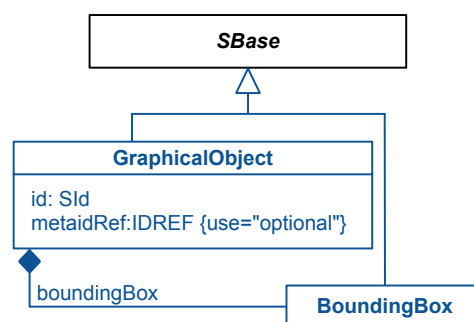 SBase
GraphicalObject
id: SId
metaidRef:IDREF {use="optional"}
boundingBox
BoundingBox